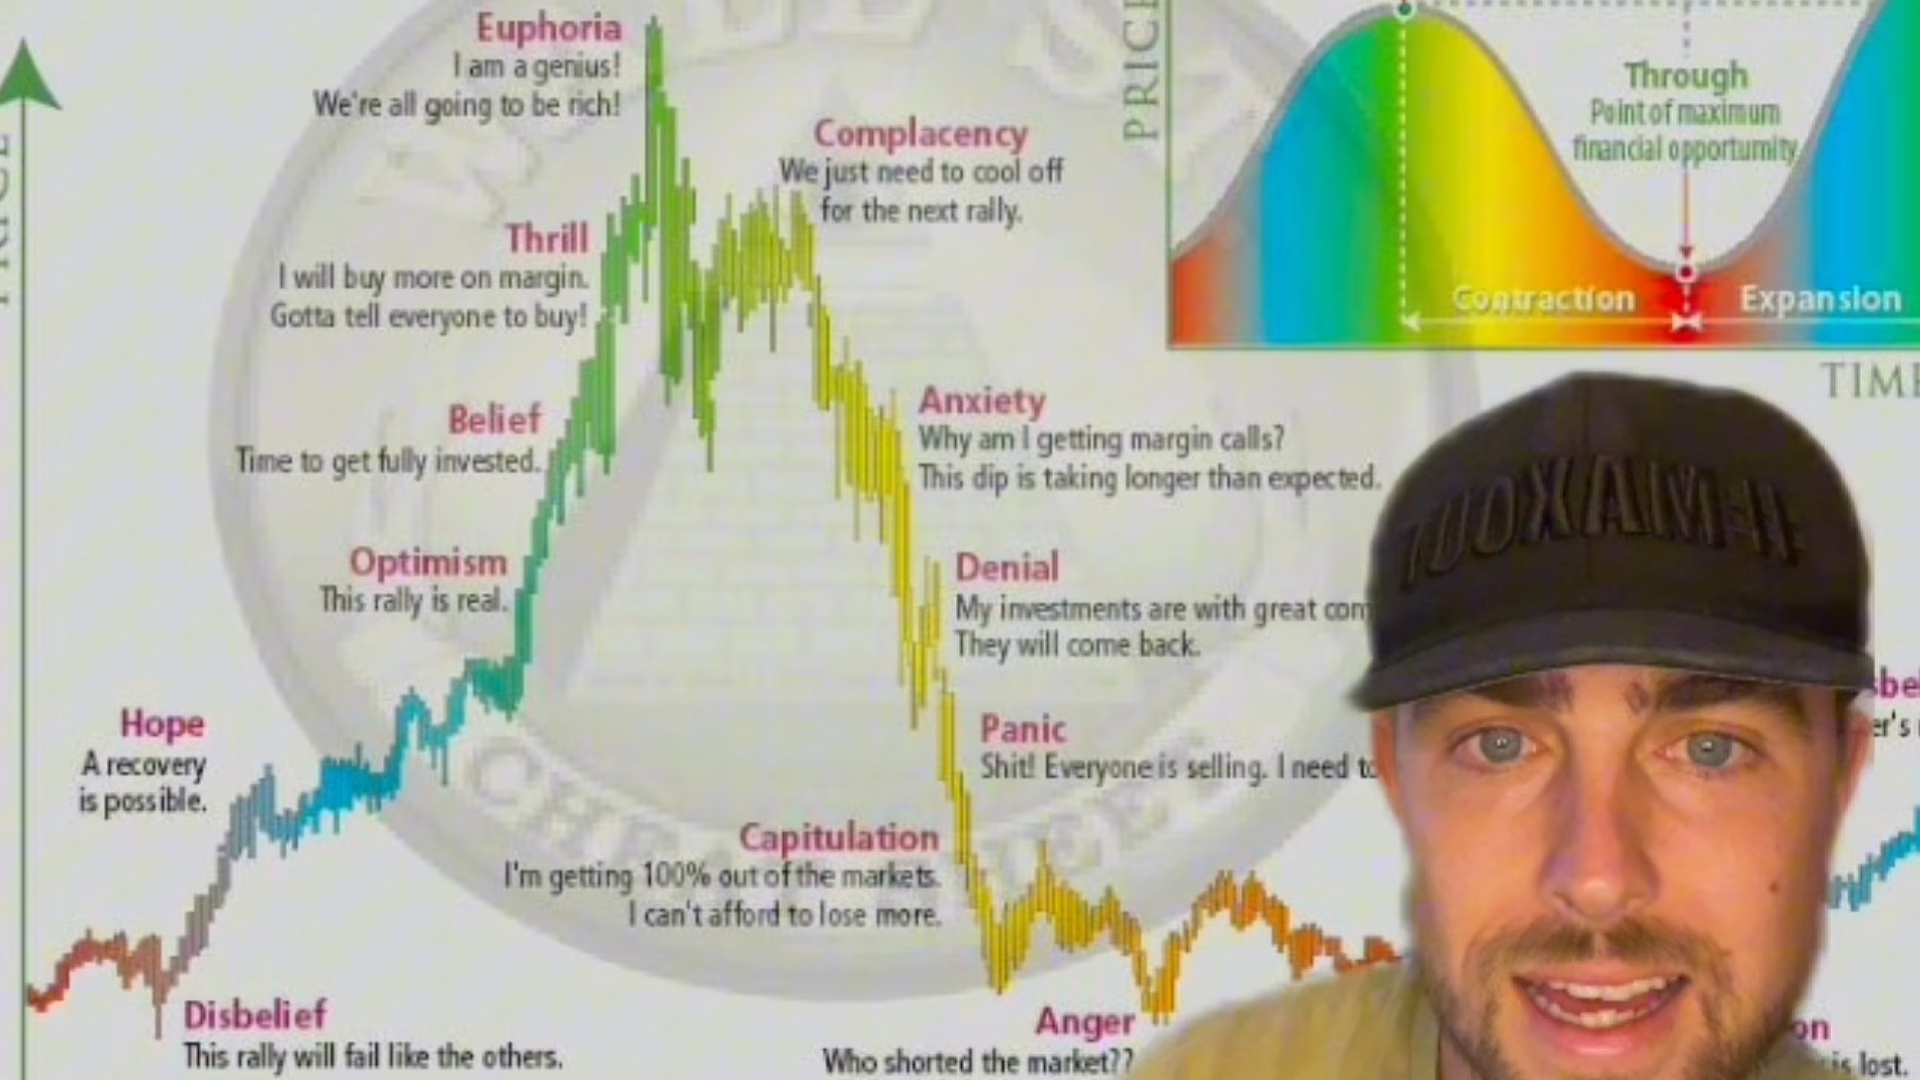 Euphoria
I am a genius!
We're all going to be rich!
Complacency
We just need to cool off
for the next rally.
Thrill
I will buy more on margin.
Gotta tell everyone to buy!
Belief
Time to get fully invested.
Anxiety
Why am I getting margin calls?
This dip is taking longer than expected.
Optimism
This rally is real.
Denial
My investments are with great com
They will come back.
Hope
A recovery
is possible.
Panic
Shit! Everyone is selling. I need to
Capitulation
I'm getting 100% out of the markets.
I can't afford to lose more.
Disbelief
This rally will fail like the others.
Anger
Who shorted the market??
is lost.
PRICE
Through
Point of maximum
financial opportunity
Contraction
Expansion
TIME